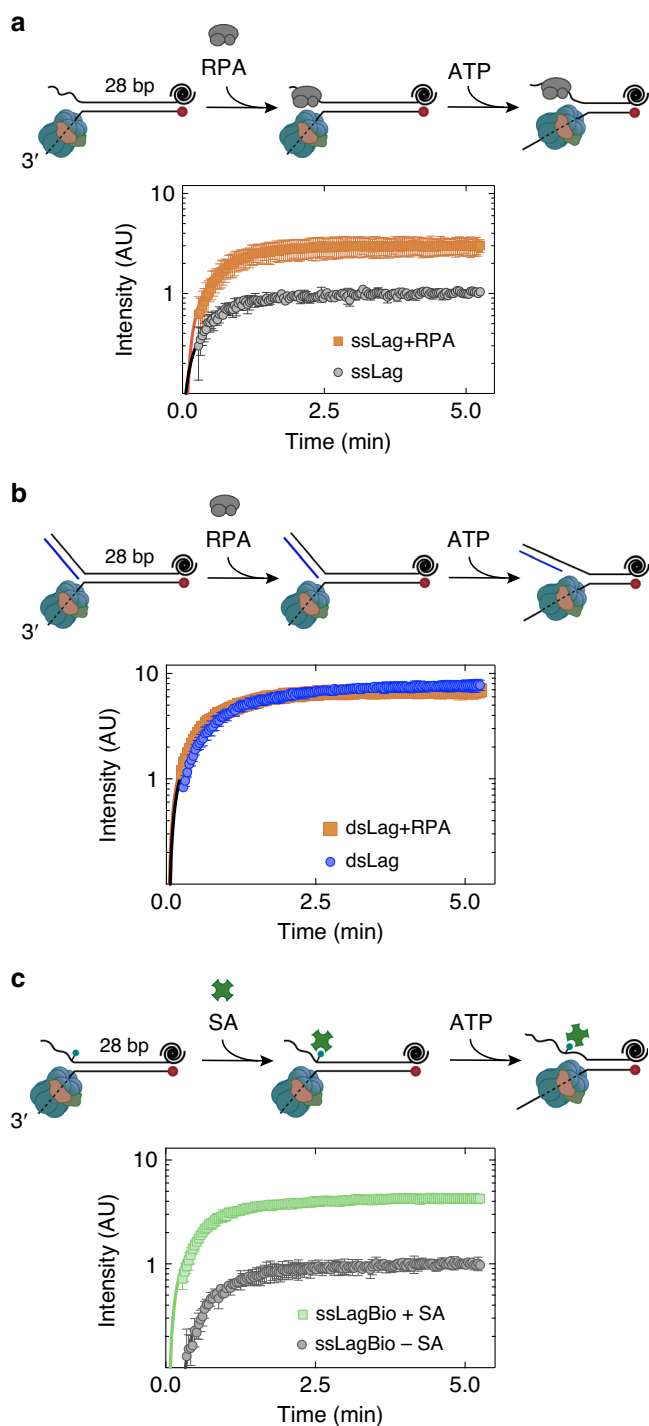 a
RPA
28 bp
ATP
3′
10
1
Intensity (AU)
ssLag+RPA
ssLag
0.0 2.5 5.0
Time (min)
b
RPA
28 bp
ATP
3′
10
1
Intensity (AU)
dsLag+RPA
dsLag
0.0 2.5 5.0
Time (min)
c
SA
28 bp
ATP
3′
10
1
Intensity (AU)
ssLagBio + SA
ssLagBio – SA
0.0 2.5 5.0
Time (min)